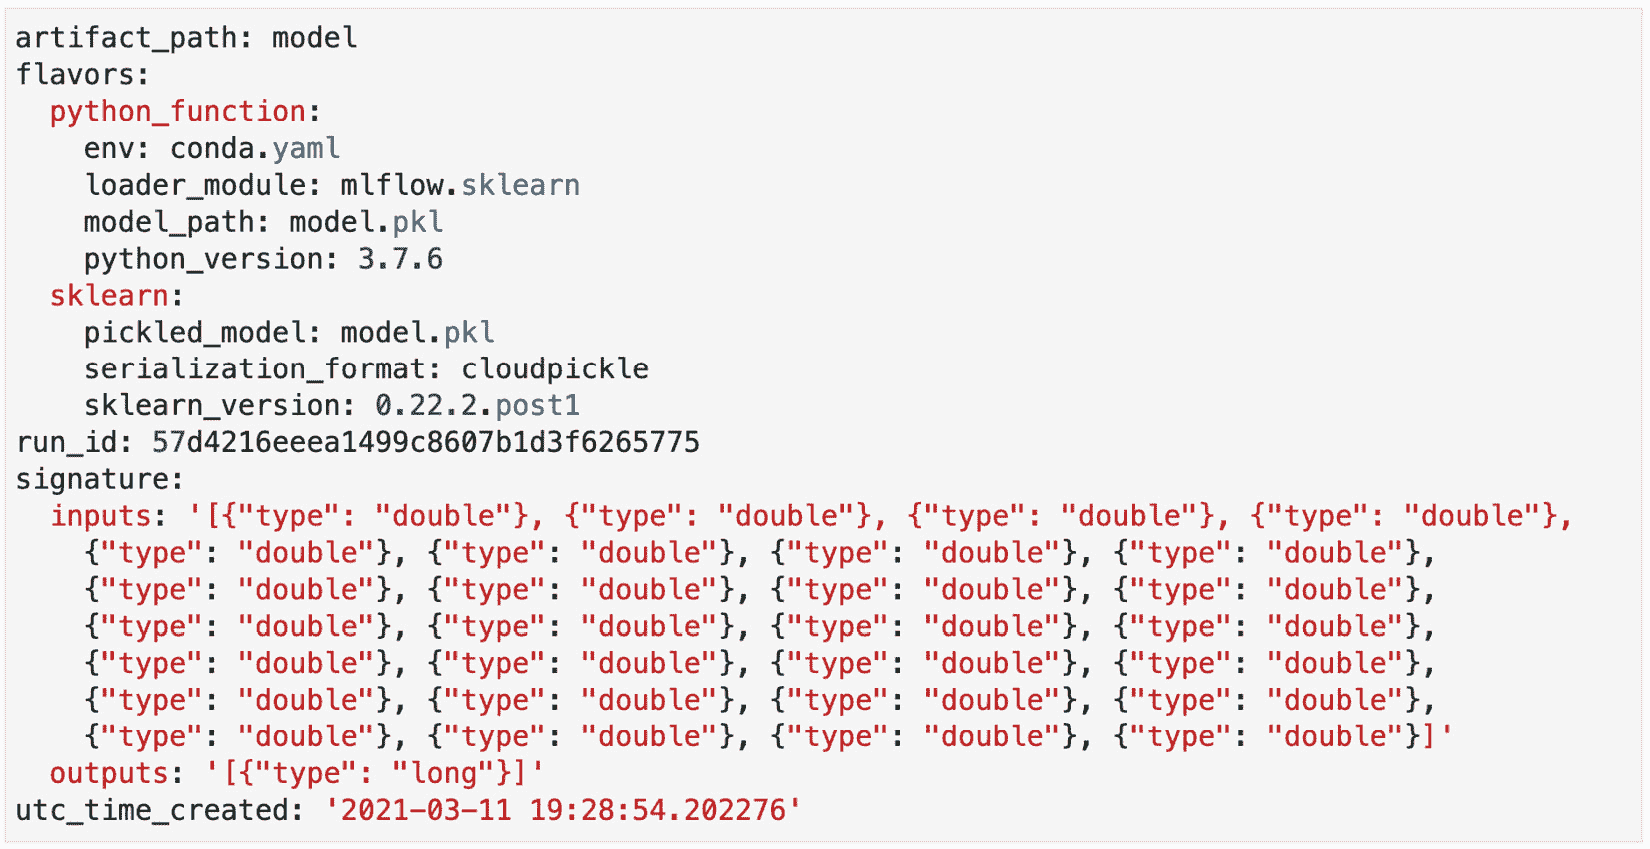 artifact_path: model
flavors:
  python_function:
    env: conda.yaml
    loader_module: mlflow.sklearn
    model_path: model.pkl
    python_version: 3.7.6
  sklearn:
    pickled_model: model.pkl
    serialization_format: cloudpickle
    sklearn_version: 0.22.2.post1
run_id: 57d4216eeea1499c8607b1d3f6265775
signature:
  inputs: '[{"type": "double"}, {"type": "double"}, {"type": "double"}, {"type": "double"},
    {"type": "double"}, {"type": "double"}, {"type": "double"}, {"type": "double"},
    {"type": "double"}, {"type": "double"}, {"type": "double"}, {"type": "double"},
    {"type": "double"}, {"type": "double"}, {"type": "double"}, {"type": "double"},
    {"type": "double"}, {"type": "double"}, {"type": "double"}, {"type": "double"},
    {"type": "double"}, {"type": "double"}, {"type": "double"}, {"type": "double"},
    {"type": "double"}, {"type": "double"}, {"type": "double"}, {"type": "double"}]'
  outputs: '[{"type": "long"}]'
utc_time_created: '2021-03-11 19:28:54.202276'